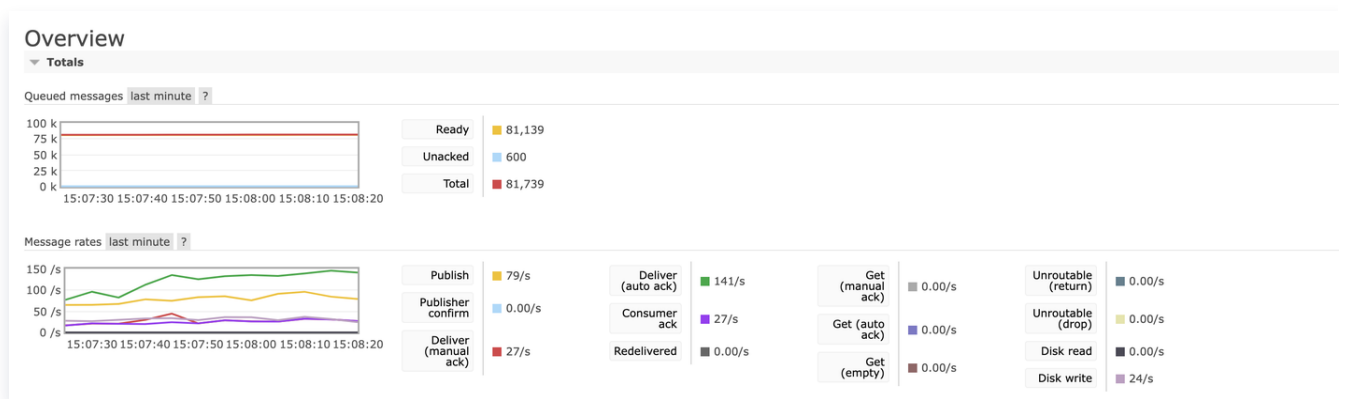 Overview
Totals
Queued messages last minute ?
100 k
75 k
50 k
25 k
0 k
15:07:30 15:07:40 15:07:50 15:08:00 15:08:10 15:08:20
Ready 81,139
Unacked 600
Total 81,739
Message rates last minute ?
150 /s
100 /s
50 /s
0 /s
15:07:30 15:07:40 15:07:50 15:08:00 15:08:10 15:08:20
Publish 79/s
Publisher
confirm 0.00/s
Deliver
(manual
ack) 27/s
Deliver
(auto ack) 141/s
Consumer
ack 27/s
Redelivered 0.00/s
Get
(manual
ack) 0.00/s
Get (auto
ack) 0.00/s
Get
(empty) 0.00/s
Unroutable
(return) 0.00/s
Unroutable
(drop) 0.00/s
Disk read 0.00/s
Disk write 24/s